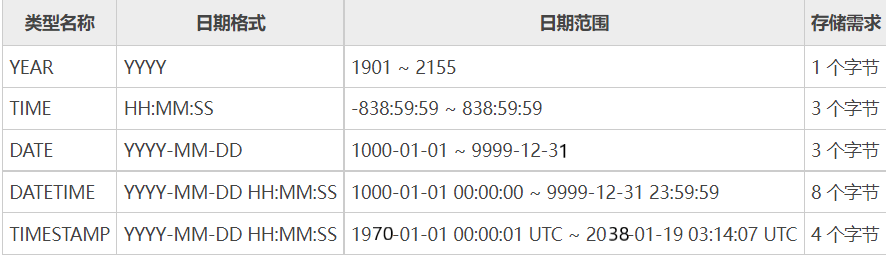 类型名称 日期格式 日期范围 存储需求
YEAR YYYY 1901 ~ 2155 1 个字节
TIME HH:MM:SS -838:59:59 ~ 838:59:59 3 个字节
DATE YYYY-MM-DD 1000-01-01 ~ 9999-12-31 3 个字节
DATETIME YYYY-MM-DD HH:MM:SS 1000-01-01 00:00:00 ~ 9999-12-31 23:59:59 8 个字节
TIMESTAMP YYYY-MM-DD HH:MM:SS 1970-01-01 00:00:01 UTC ~ 2038-01-19 03:14:07 UTC 4 个字节